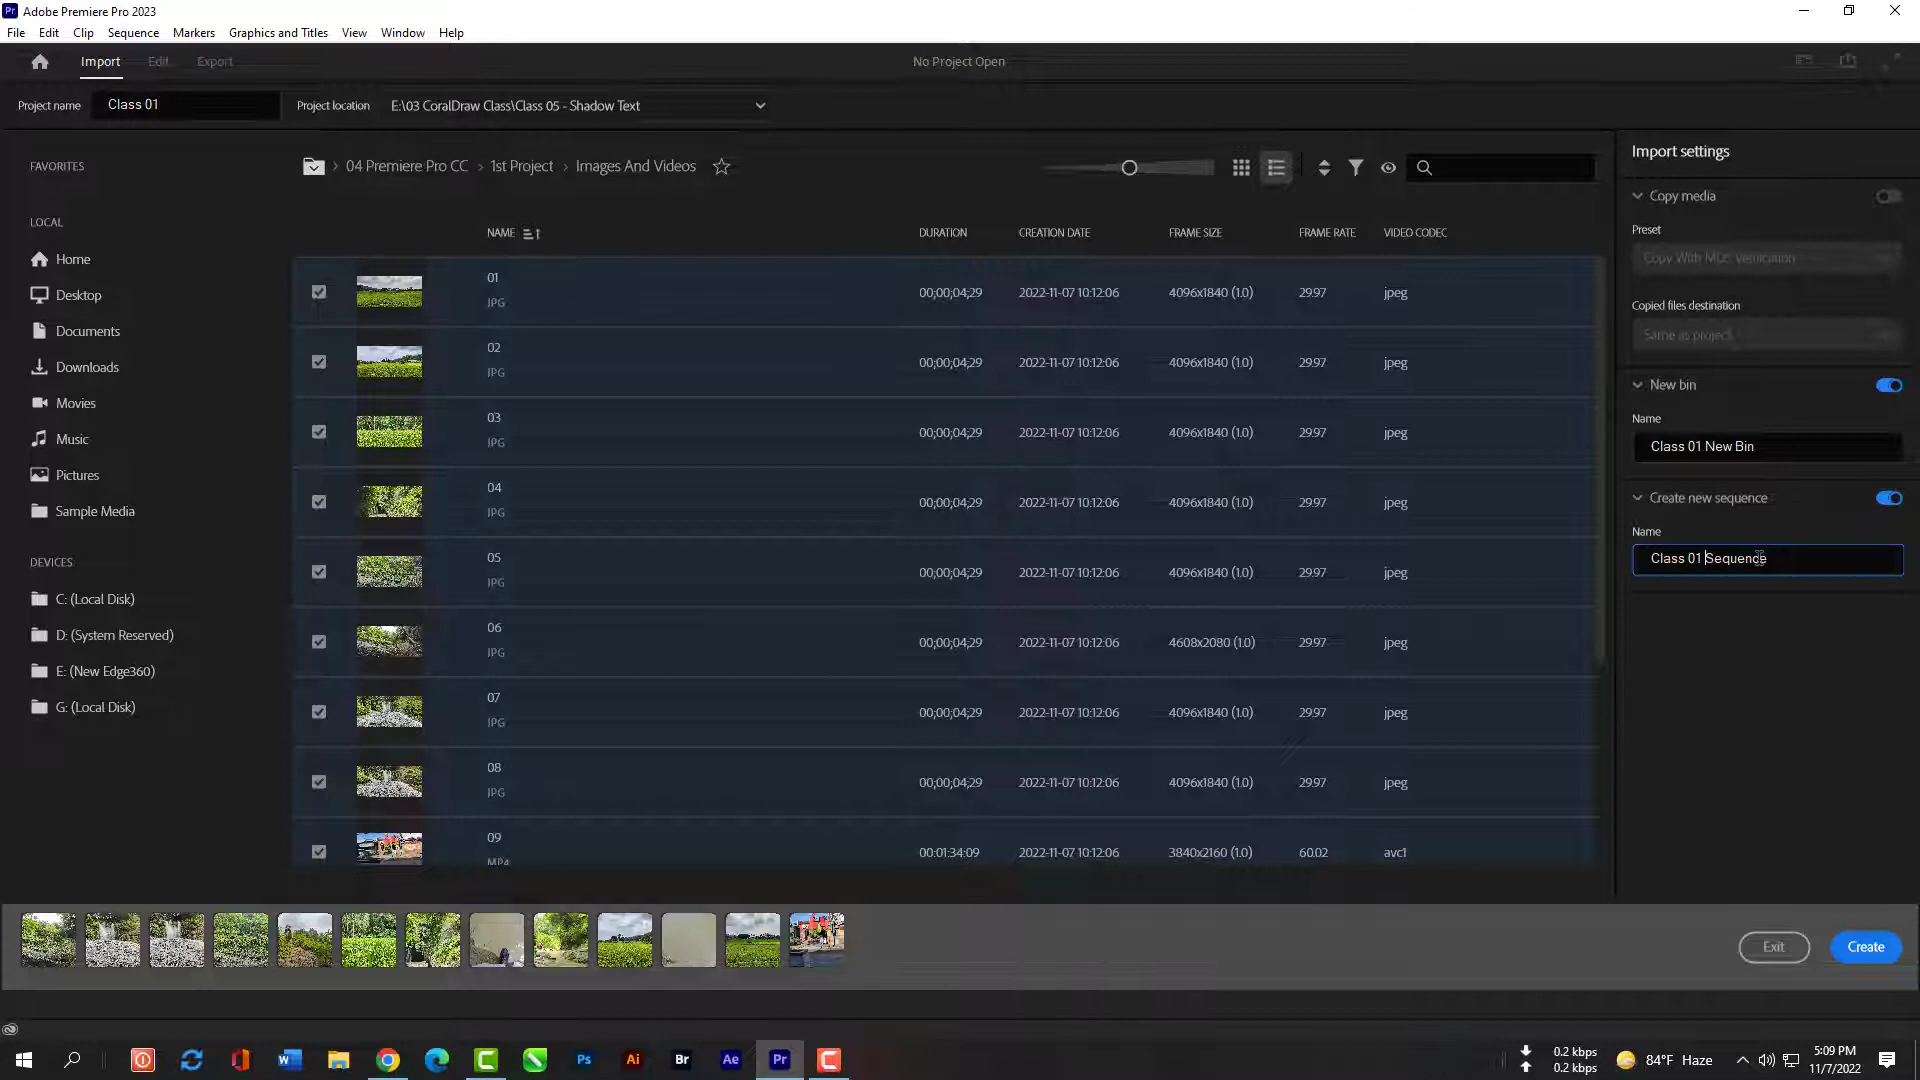 Adobe Premiere Pro 2023
File Edit Clip Sequence Markers Graphics and Titles View Window Help
Import Edit Export No Project Open
Project name Class 01 Project location E:\03 CoralDraw Class\Class 05 - Shadow Text
FAVORITES
LOCAL
Home
Desktop
Documents
Downloads
Movies
Music
Pictures
Sample Media
DEVICES
C: (Local Disk)
D: (System Reserved)
E: (New Edge360)
G: (Local Disk)
04 Premiere Pro CC > 1st Project > Images And Videos
NAME DURATION CREATION DATE FRAME SIZE FRAME RATE VIDEO CODEC
01 JPG 00;00;04;29 2022-11-07 10:12:06 4096x1840 (1.0) 29.97 jpeg
02 JPG 00;00;04;29 2022-11-07 10:12:06 4096x1840 (1.0) 29.97 jpeg
03 JPG 00;00;04;29 2022-11-07 10:12:06 4096x1840 (1.0) 29.97 jpeg
04 JPG 00;00;04;29 2022-11-07 10:12:06 4096x1840 (1.0) 29.97 jpeg
05 JPG 00;00;04;29 2022-11-07 10:12:06 4096x1840 (1.0) 29.97 jpeg
06 JPG 00;00;04;29 2022-11-07 10:12:06 4608x2080 (1.0) 29.97 jpeg
07 JPG 00;00;04;29 2022-11-07 10:12:06 4096x1840 (1.0) 29.97 jpeg
08 JPG 00;00;04;29 2022-11-07 10:12:06 4096x1840 (1.0) 29.97 jpeg
09 MP4 00:01:34:09 2022-11-07 10:12:06 3840x2160 (1.0) 60.02 avc1
Import settings
Copy media
Preset
Copy With MD5 Verification
Copied files destination
Same as project
New bin
Name
Class 01 New Bin
Create new sequence
Name
Class 01 Sequence
Exit Create
Ps Ai Br Ae Pr
0.2 kbps
0.2 kbps
84°F Haze
5:09 PM
11/7/2022